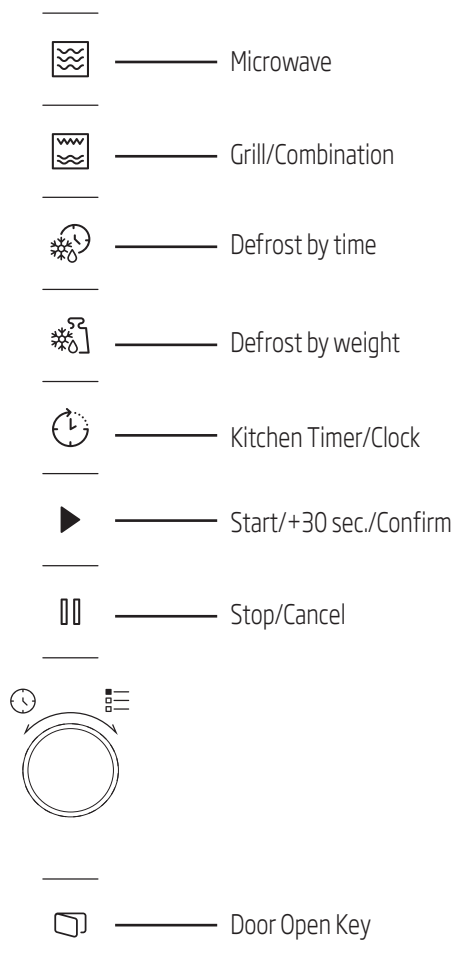 Microwave
Grill/Combination
Defrost by time
Defrost by weight
Kitchen Timer/Clock
Start/+30 sec./Confirm
Stop/Cancel
Door Open Key